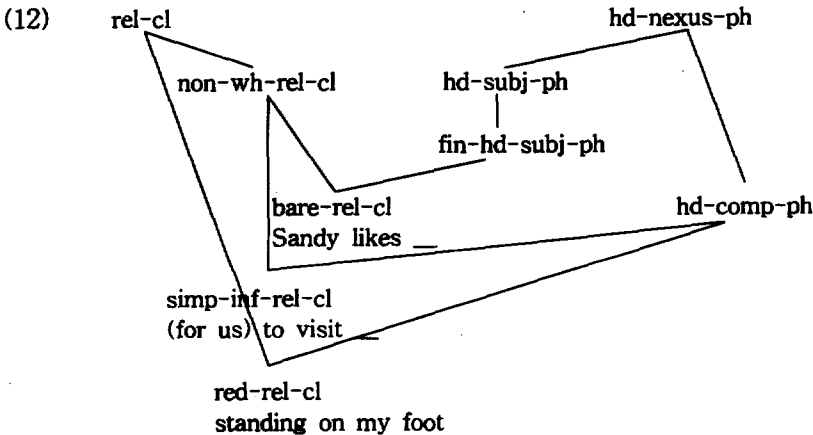 (12) rel-cl hd-nexus-ph
non-wh-rel-cl hd-subj-ph
fin-hd-subj-ph
bare-rel-cl hd-comp-ph
Sandy likes __
simp-inf-rel-cl
(for us) to visit __
red-rel-cl
standing on my foot